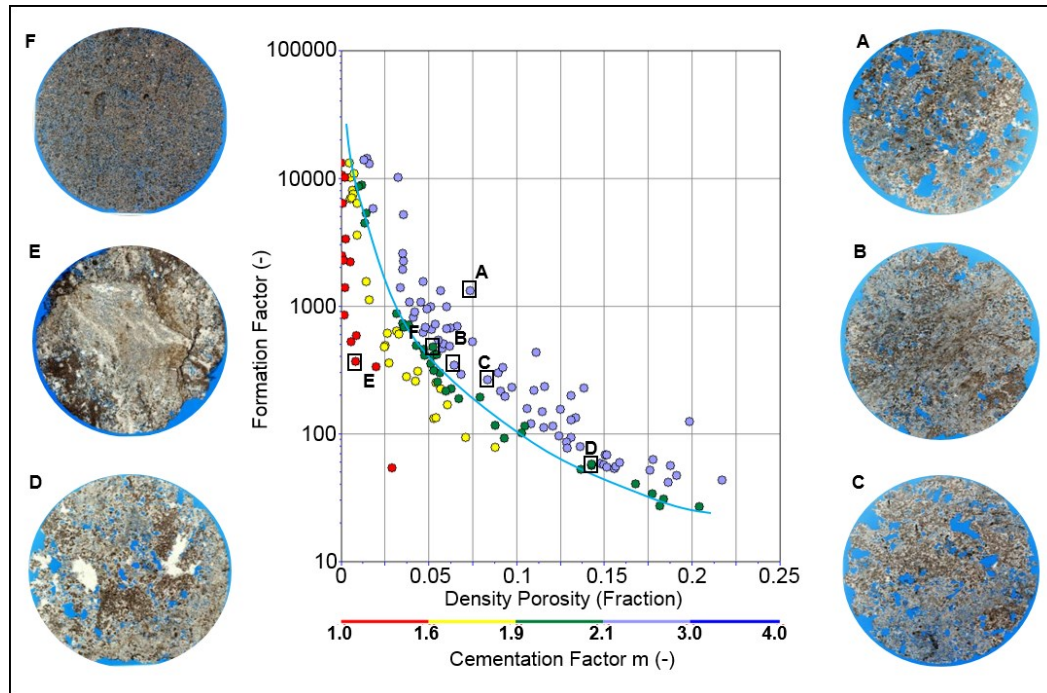 F
A
E
B
D
C
100000
10000
1000
100
10
Formation Factor (-)
A
F
B
C
E
D
0
0.05
0.1
0.15
0.2
0.25
Density Porosity (Fraction)
1.0
1.6
1.9
2.1
3.0
4.0
Cementation Factor m (-)